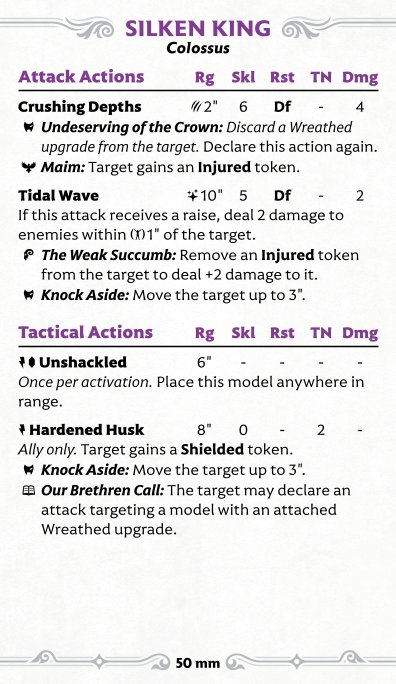 SILKEN KING
Colossus
Attack Actions Rg Skl Rst TN Dmg
Crushing Depths 2" 6 Df - 4
Undeserving of the Crown: Discard a Wreathed
upgrade from the target. Declare this action again.
Maim: Target gains an Injured token.
Tidal Wave 10" 5 Df - 2
If this attack receives a raise, deal 2 damage to
enemies within 1" of the target.
The Weak Succumb: Remove an Injured token
from the target to deal +2 damage to it.
Knock Aside: Move the target up to 3".
Tactical Actions Rg Skl Rst TN Dmg
Unshackled 6" - - - -
Once per activation. Place this model anywhere in
range.
Hardened Husk 8" 0 - 2 -
Ally only. Target gains a Shielded token.
Knock Aside: Move the target up to 3".
Our Brethren Call: The target may declare an
attack targeting a model with an attached
Wreathed upgrade.
50 mm